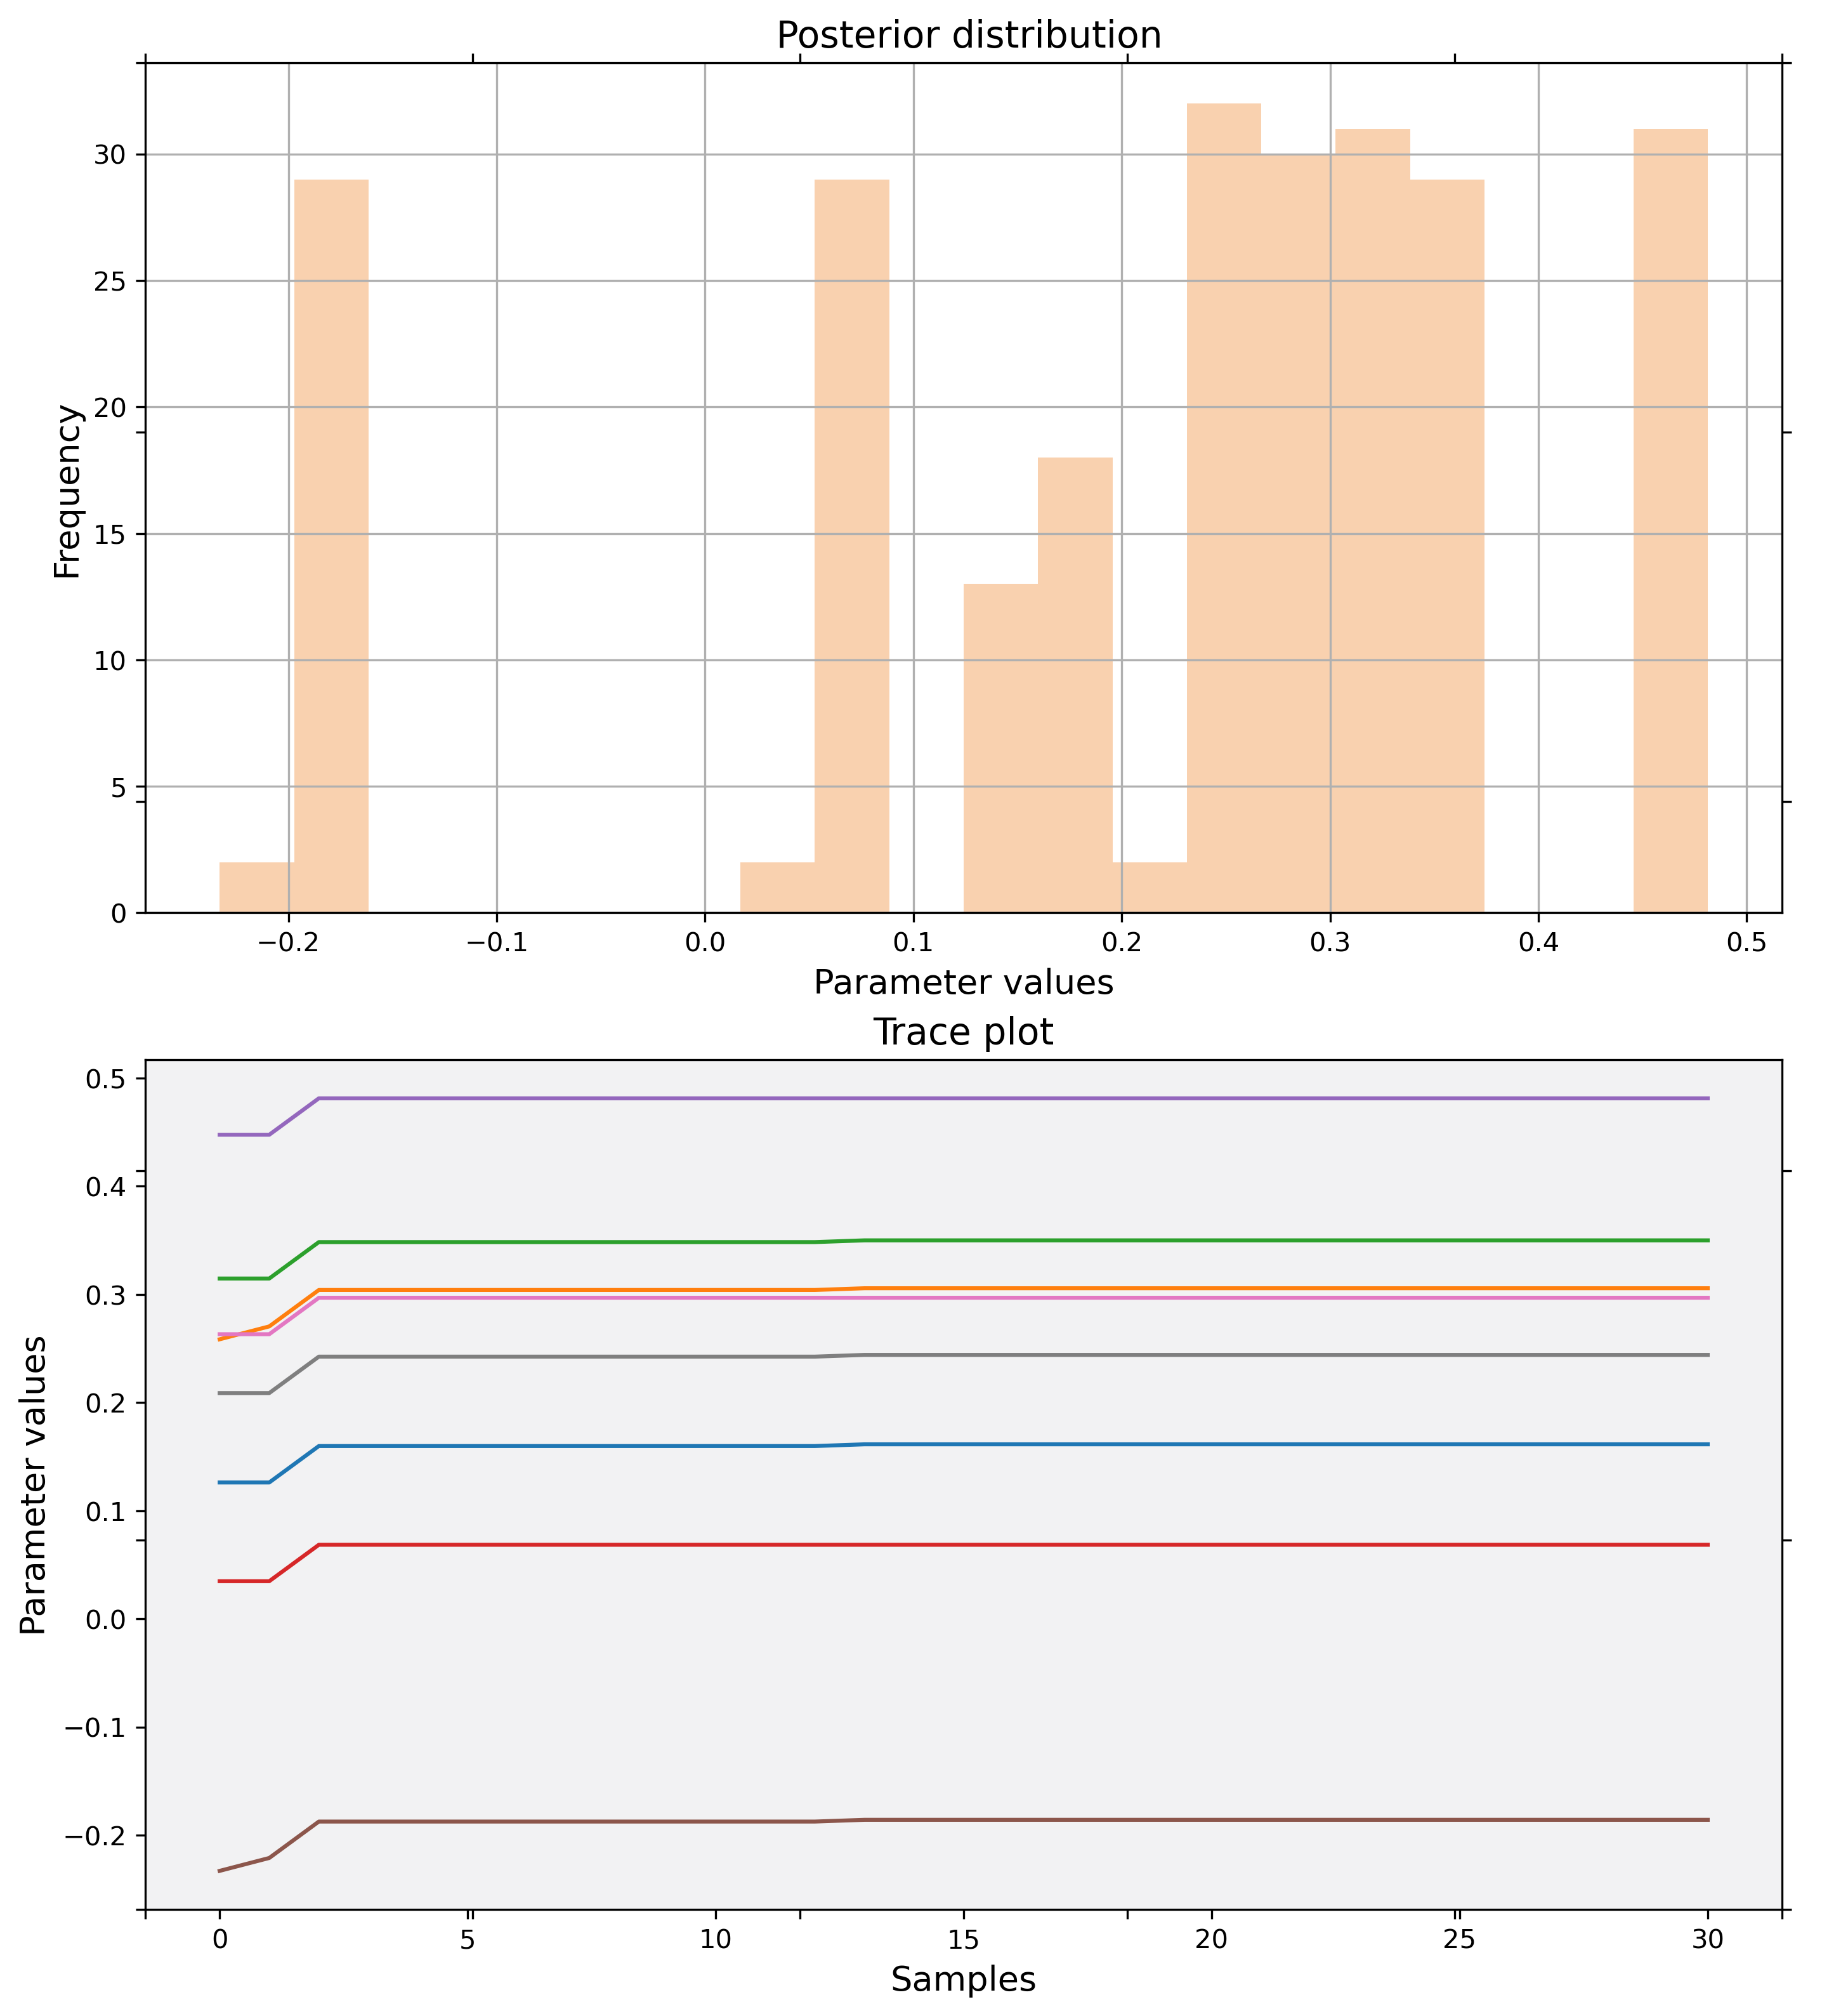 Posterior distribution
30
25
20
15
10
5
0
Frequency
−0.2 −0.1 0.0 0.1 0.2 0.3 0.4 0.5
Parameter values
Trace plot
0.5
0.4
0.3
0.2
0.1
0.0
−0.1
−0.2
Parameter values
0 5 10 15 20 25 30
Samples